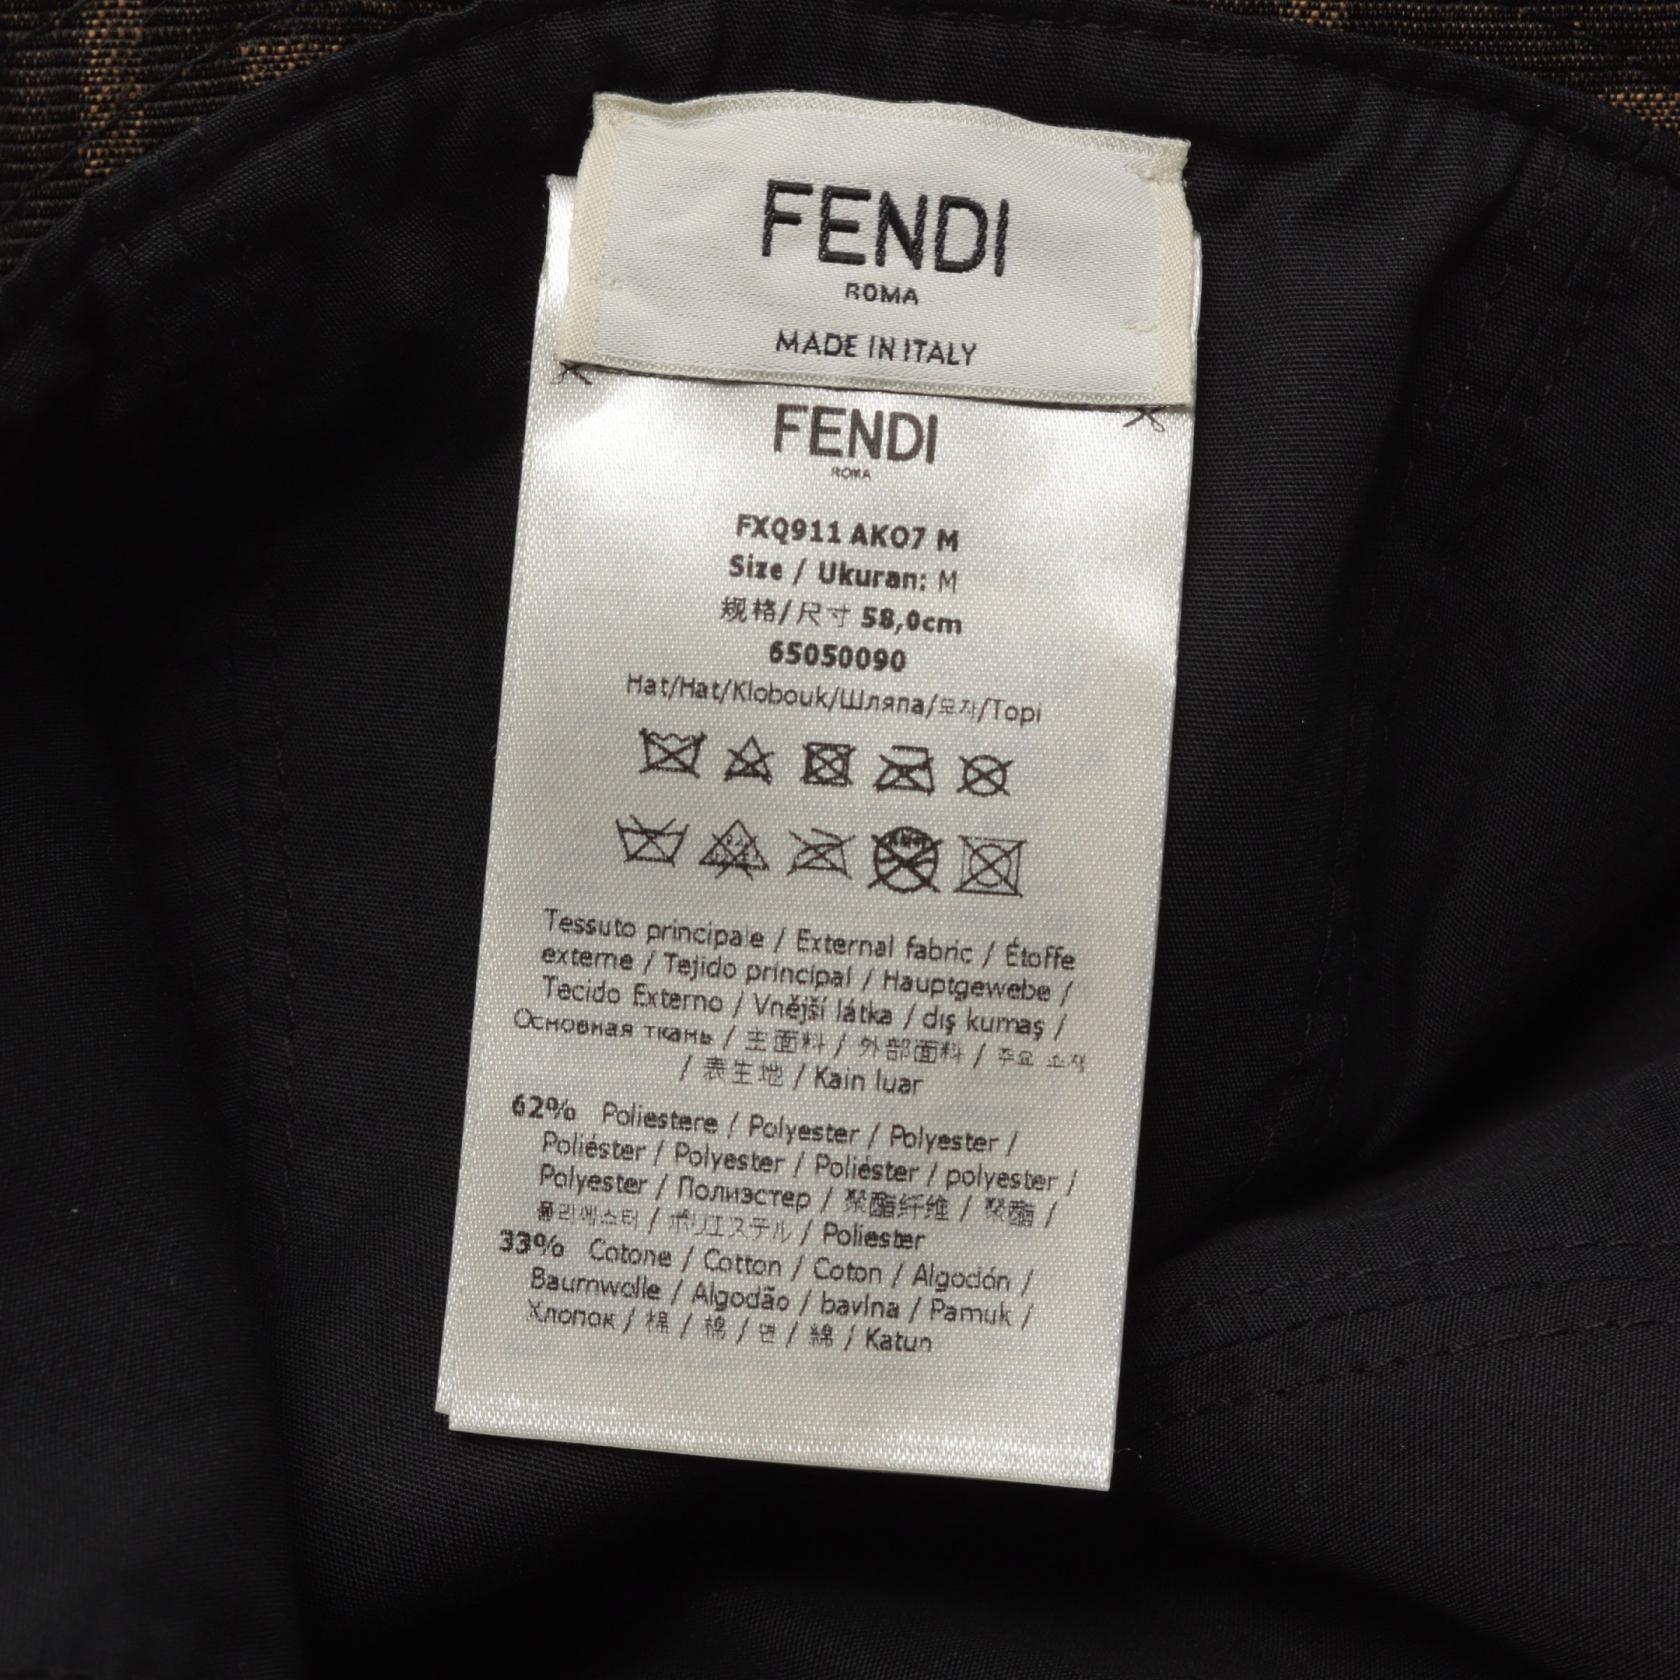 FENDI
ROMA
MADE IN ITALY
FENDI
ROMA
FXQ911 AKO7 M
Size / Ukuran: M
规格/尺寸 58,0cm
65050090
Hat/Hat/Klobouk/Шляпа/모자/Topi
Tessuto principale / External fabric / Étoffe
externe / Tejido principal / Hauptgewebe /
Tecido Externo / Vnější látka / dış kumaş /
Основная ткань / 主面料 / 外部面料 / 주요 소재
/ 表生地 / Kain luar
62% Poliestere / Polyester / Polyester /
Poliéster / Polyester / Poliéster / polyester /
Polyester / Полиэстер / 聚酯纤维 / 聚酯 /
폴리에스터 / ポリエステル / Poliester
33% Cotone / Cotton / Coton / Algodón /
Baumwolle / Algodão / bavlna / Pamuk /
Хлопок / 棉 / 棉 / 면 / 綿 / Katun